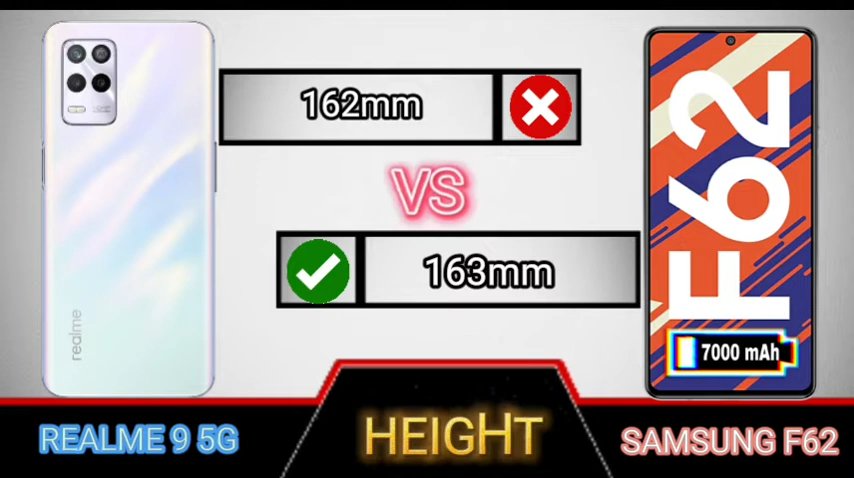 162mm
VS
163mm
realme
F62
7000 mAh
HEIGHT
REALME 9 5G
SAMSUNG F62